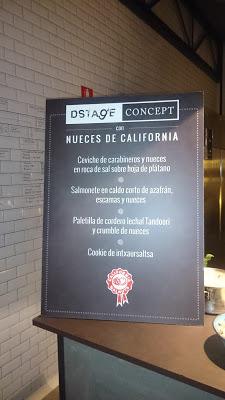 DSTAgE CONCEPT
con
NUECES DE CALIFORNIA
Ceviche de carabineros y nueces
en roca de sal sobre hoja de plátano
Salmonete en caldo corto de azafrán,
escamas y nueces
Paletilla de cordero lechal Tandoori
y crumble de nueces
Cookie de intxaursaltsa